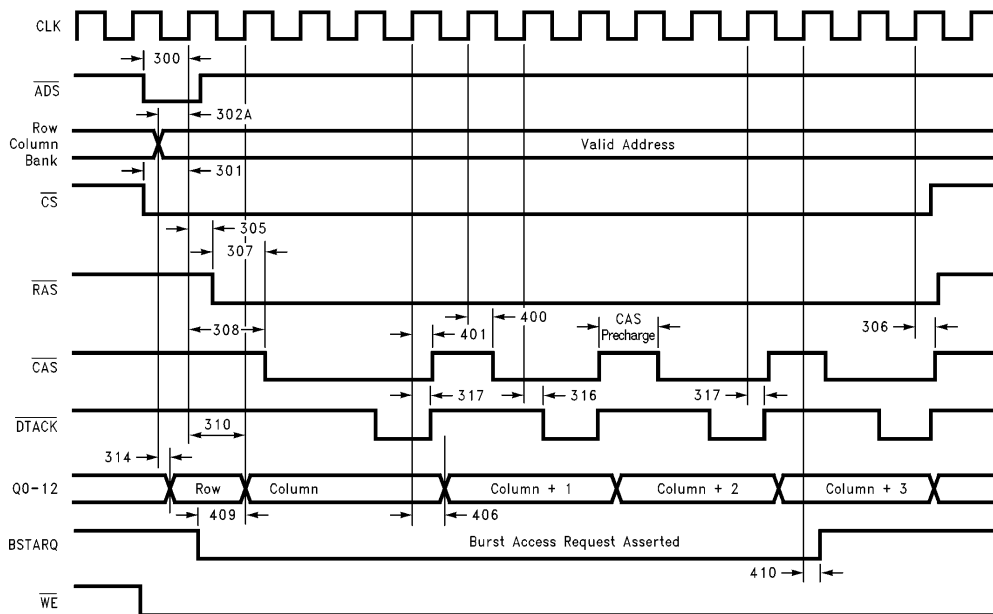 CLK
300
ADS
302A
Row
Column
Bank
Valid Address
301
CS
305
307
RAS
308
400
401
CAS
Precharge
306
CAS
317
316
317
DTACK
310
314
Q0-12
Row
Column
Column + 1
Column + 2
Column + 3
409
406
BSTARQ
Burst Access Request Asserted
410
WE